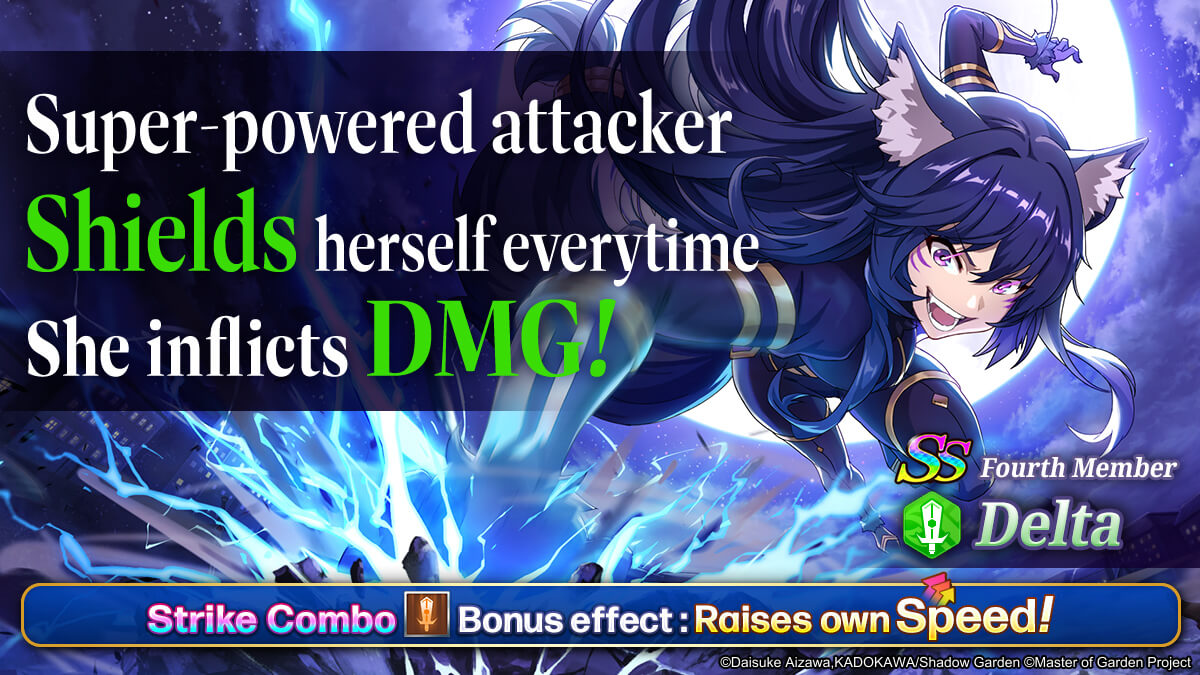 Super-powered attacker
Shields herself everytime
She inflicts DMG!
SS Fourth Member
Delta
Strike Combo Bonus effect : Raises own Speed!
©Daisuke Aizawa,KADOKAWA/Shadow Garden ©Master of Garden Project